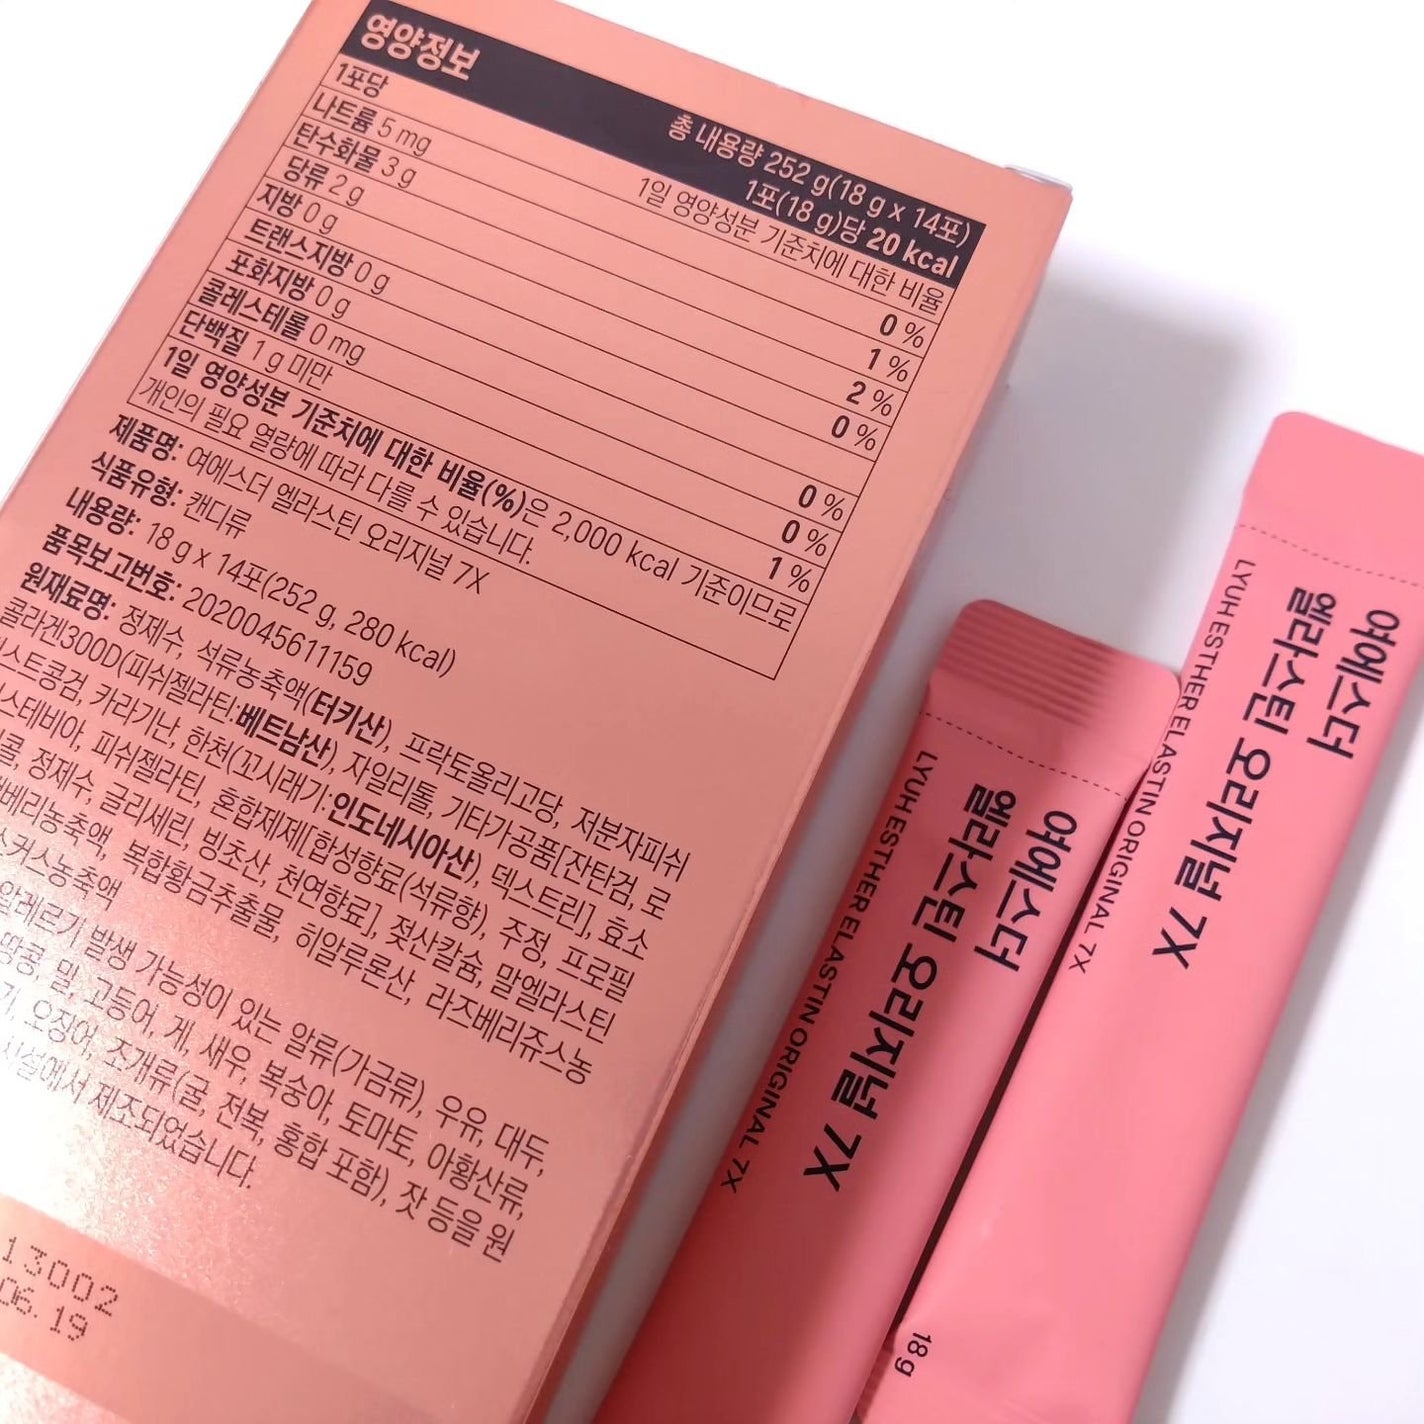 영양정보
총 내용량 252 g(18 g x 14포)
1포(18 g)당 20 kcal
1포당
1일 영양성분 기준치에 대한 비율
나트륨 5 mg 0 %
탄수화물 3 g 1 %
당류 2 g 2 %
지방 0 g 0 %
트랜스지방 0 g
포화지방 0 g 0 %
콜레스테롤 0 mg 0 %
단백질 1 g 미만 1 %
1일 영양성분 기준치에 대한 비율(%)은 2,000 kcal 기준이므로
개인의 필요 열량에 따라 다를 수 있습니다.
제품명: 여에스더 엘라스틴 오리지널 7X
식품유형: 캔디류
내용량: 18 g x 14포(252 g, 280 kcal)
품목보고번호: 2020045611159
원재료명: 정제수, 석류농축액(터키산), 프락토올리고당, 저분자피쉬
콜라겐300D(피쉬젤라틴:베트남산), 자일리톨, 기타가공품[잔탄검, 로
스트콩검, 카라기난, 한천(꼬시래기:인도네시아산), 덱스트린], 효소
스테비아, 피쉬젤라틴, 혼합제제[합성향료(석류향), 주정, 프로필
콜, 정제수, 글리세린, 빙초산, 천연향료], 젖산칼슘, 말엘라스틴
베리농축액, 복합황금추출물, 히알루론산, 라즈베리쥬스농
커스농축액
알레르기 발생 가능성이 있는 알류(가금류), 우유, 대두,
땅콩, 밀, 고등어, 게, 새우, 복숭아, 토마토, 아황산류,
오징어, 조개류(굴, 전복, 홍합 포함), 잣 등을 원
시설에서 제조되었습니다.
13002
06.19
여에스더
엘라스틴 오리지널 7X
LYUH ESTHER ELASTIN ORIGINAL 7X
18 g
여에스더
엘라스틴 오리지널 7X
LYUH ESTHER ELASTIN ORIGINAL 7X